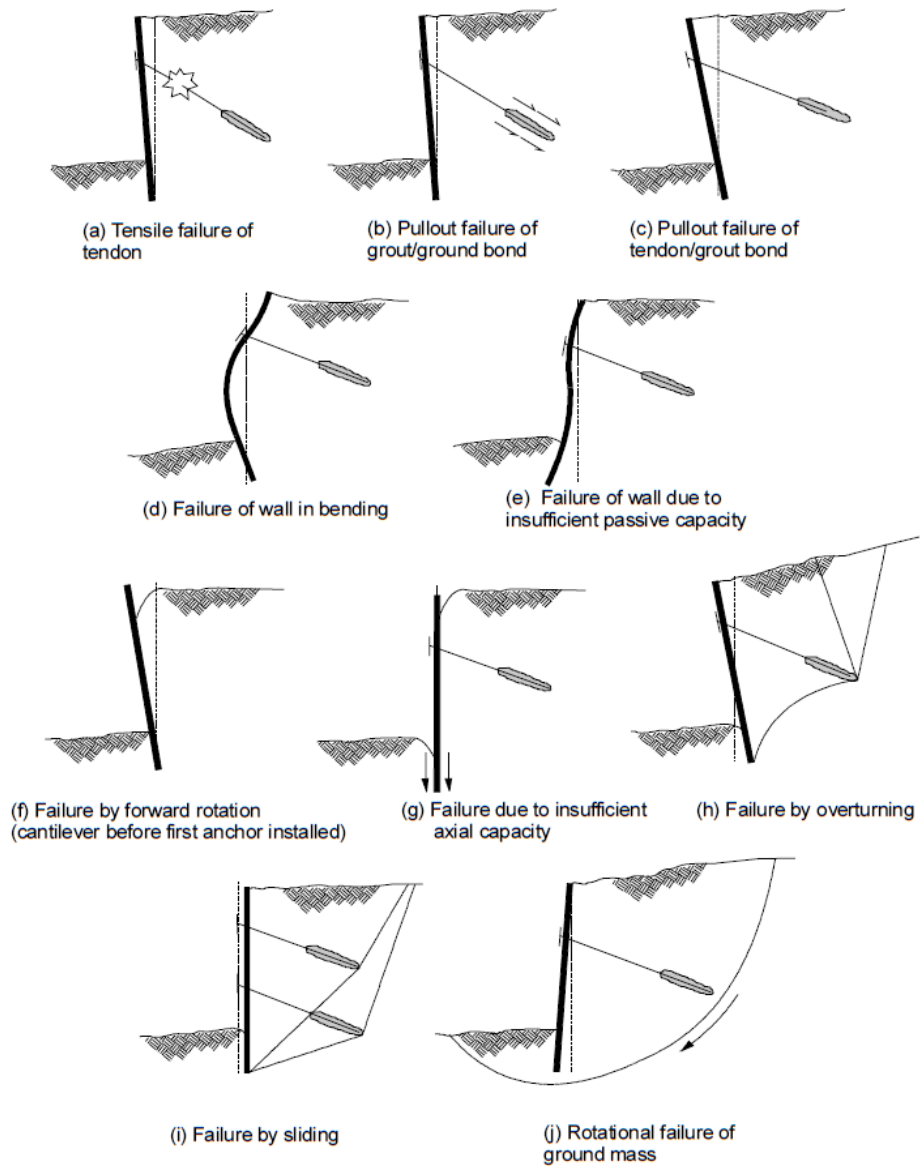 (a) Tensile failure of
tendon
(b) Pullout failure of
grout/ground bond
(c) Pullout failure of
tendon/grout bond
(d) Failure of wall in bending
(e) Failure of wall due to
insufficient passive capacity
(f) Failure by forward rotation
(cantilever before first anchor installed)
(g) Failure due to insufficient
axial capacity
(h) Failure by overturning
(i) Failure by sliding
(j) Rotational failure of
ground mass